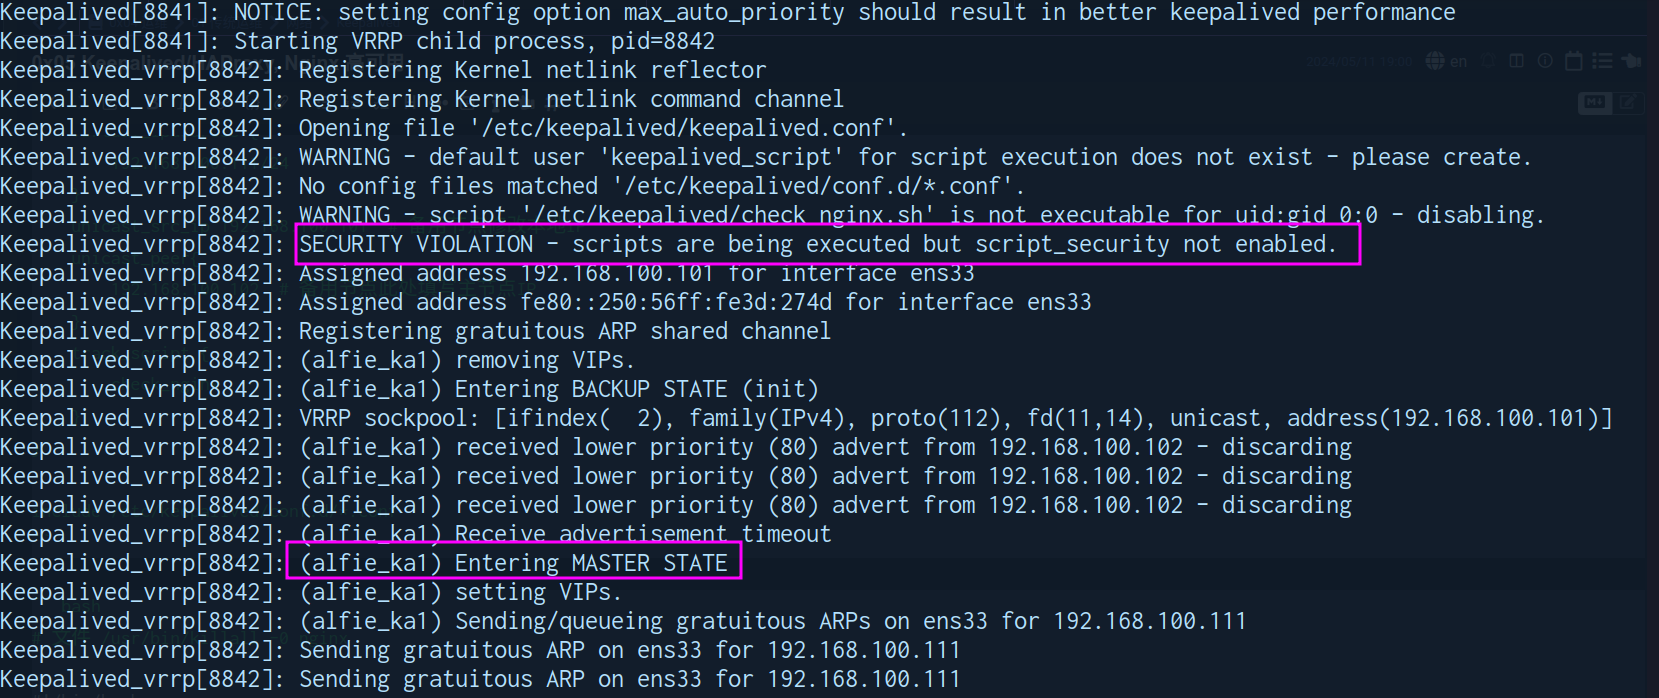 Keepalived[8841]: NOTICE: setting config option max_auto_priority should result in better keepalived performance
Keepalived[8841]: Starting VRRP child process, pid=8842
Keepalived_vrrp[8842]: Registering Kernel netlink reflector
Keepalived_vrrp[8842]: Registering Kernel netlink command channel
Keepalived_vrrp[8842]: Opening file '/etc/keepalived/keepalived.conf'.
Keepalived_vrrp[8842]: WARNING - default user 'keepalived_script' for script execution does not exist - please create.
Keepalived_vrrp[8842]: No config files matched '/etc/keepalived/conf.d/*.conf'.
Keepalived_vrrp[8842]: WARNING - script '/etc/keepalived/check_nginx.sh' is not executable for uid:gid 0:0 - disabling.
Keepalived_vrrp[8842]: SECURITY VIOLATION - scripts are being executed but script_security not enabled.
Keepalived_vrrp[8842]: Assigned address 192.168.100.101 for interface ens33
Keepalived_vrrp[8842]: Assigned address fe80::250:56ff:fe3d:274d for interface ens33
Keepalived_vrrp[8842]: Registering gratuitous ARP shared channel
Keepalived_vrrp[8842]: (alfie_ka1) removing VIPs.
Keepalived_vrrp[8842]: (alfie_ka1) Entering BACKUP STATE (init)
Keepalived_vrrp[8842]: VRRP sockpool: [ifindex(  2), family(IPv4), proto(112), fd(11,14), unicast, address(192.168.100.101)]
Keepalived_vrrp[8842]: (alfie_ka1) received lower priority (80) advert from 192.168.100.102 - discarding
Keepalived_vrrp[8842]: (alfie_ka1) received lower priority (80) advert from 192.168.100.102 - discarding
Keepalived_vrrp[8842]: (alfie_ka1) received lower priority (80) advert from 192.168.100.102 - discarding
Keepalived_vrrp[8842]: (alfie_ka1) Receive advertisement timeout
Keepalived_vrrp[8842]: (alfie_ka1) Entering MASTER STATE
Keepalived_vrrp[8842]: (alfie_ka1) setting VIPs.
Keepalived_vrrp[8842]: (alfie_ka1) Sending/queueing gratuitous ARPs on ens33 for 192.168.100.111
Keepalived_vrrp[8842]: Sending gratuitous ARP on ens33 for 192.168.100.111
Keepalived_vrrp[8842]: Sending gratuitous ARP on ens33 for 192.168.100.111